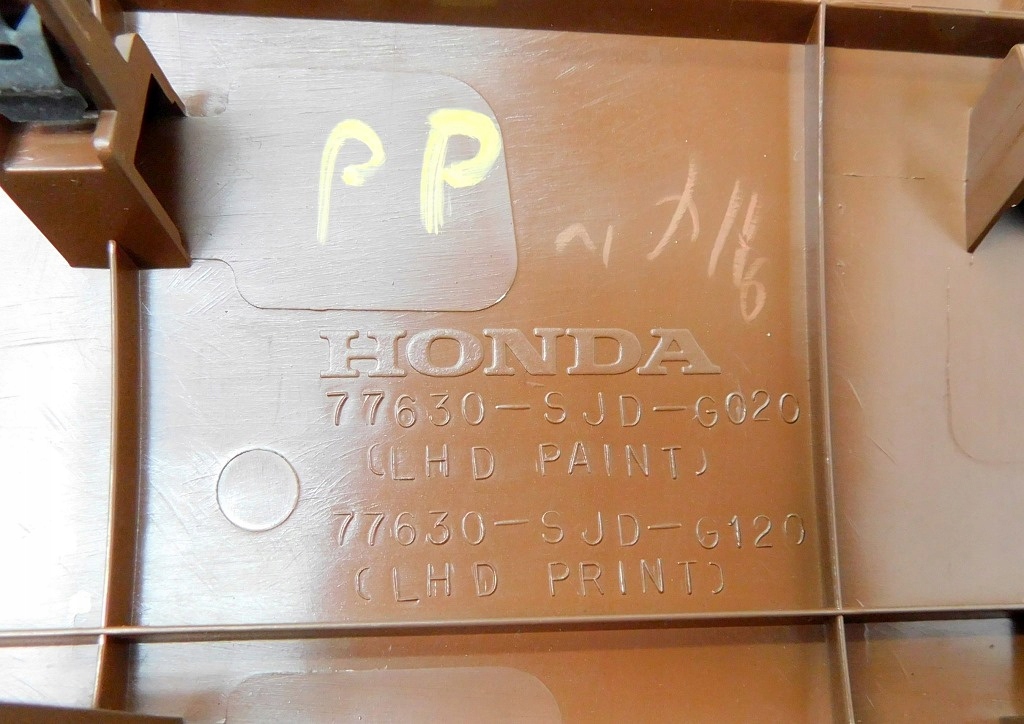 PP
HONDA
77630-SJD-G020
(LHD PAINT)
77630-SJD-G120
(LHD PRINT)